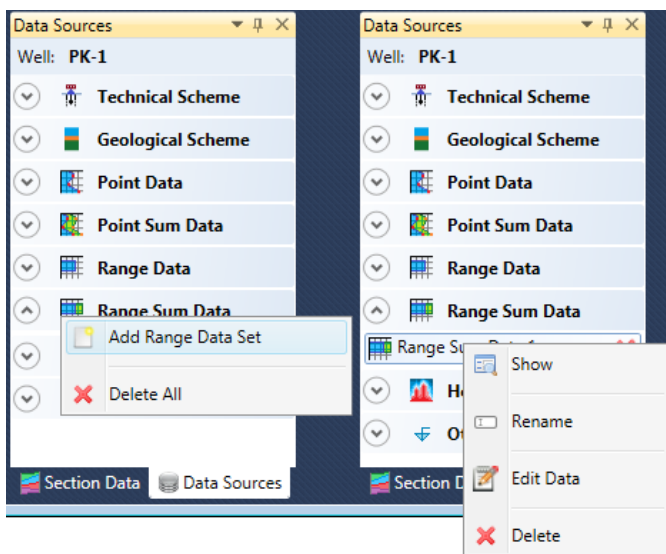 Data Sources
Well: PK-1
Technical Scheme
Geological Scheme
Point Data
Point Sum Data
Range Data
Range Sum Data
Add Range Data Set
Delete All
Section Data
Data Sources
Data Sources
Well: PK-1
Technical Scheme
Geological Scheme
Point Data
Point Sum Data
Range Data
Range Sum Data
Range
Show
Rename
Edit Data
Section
Delete